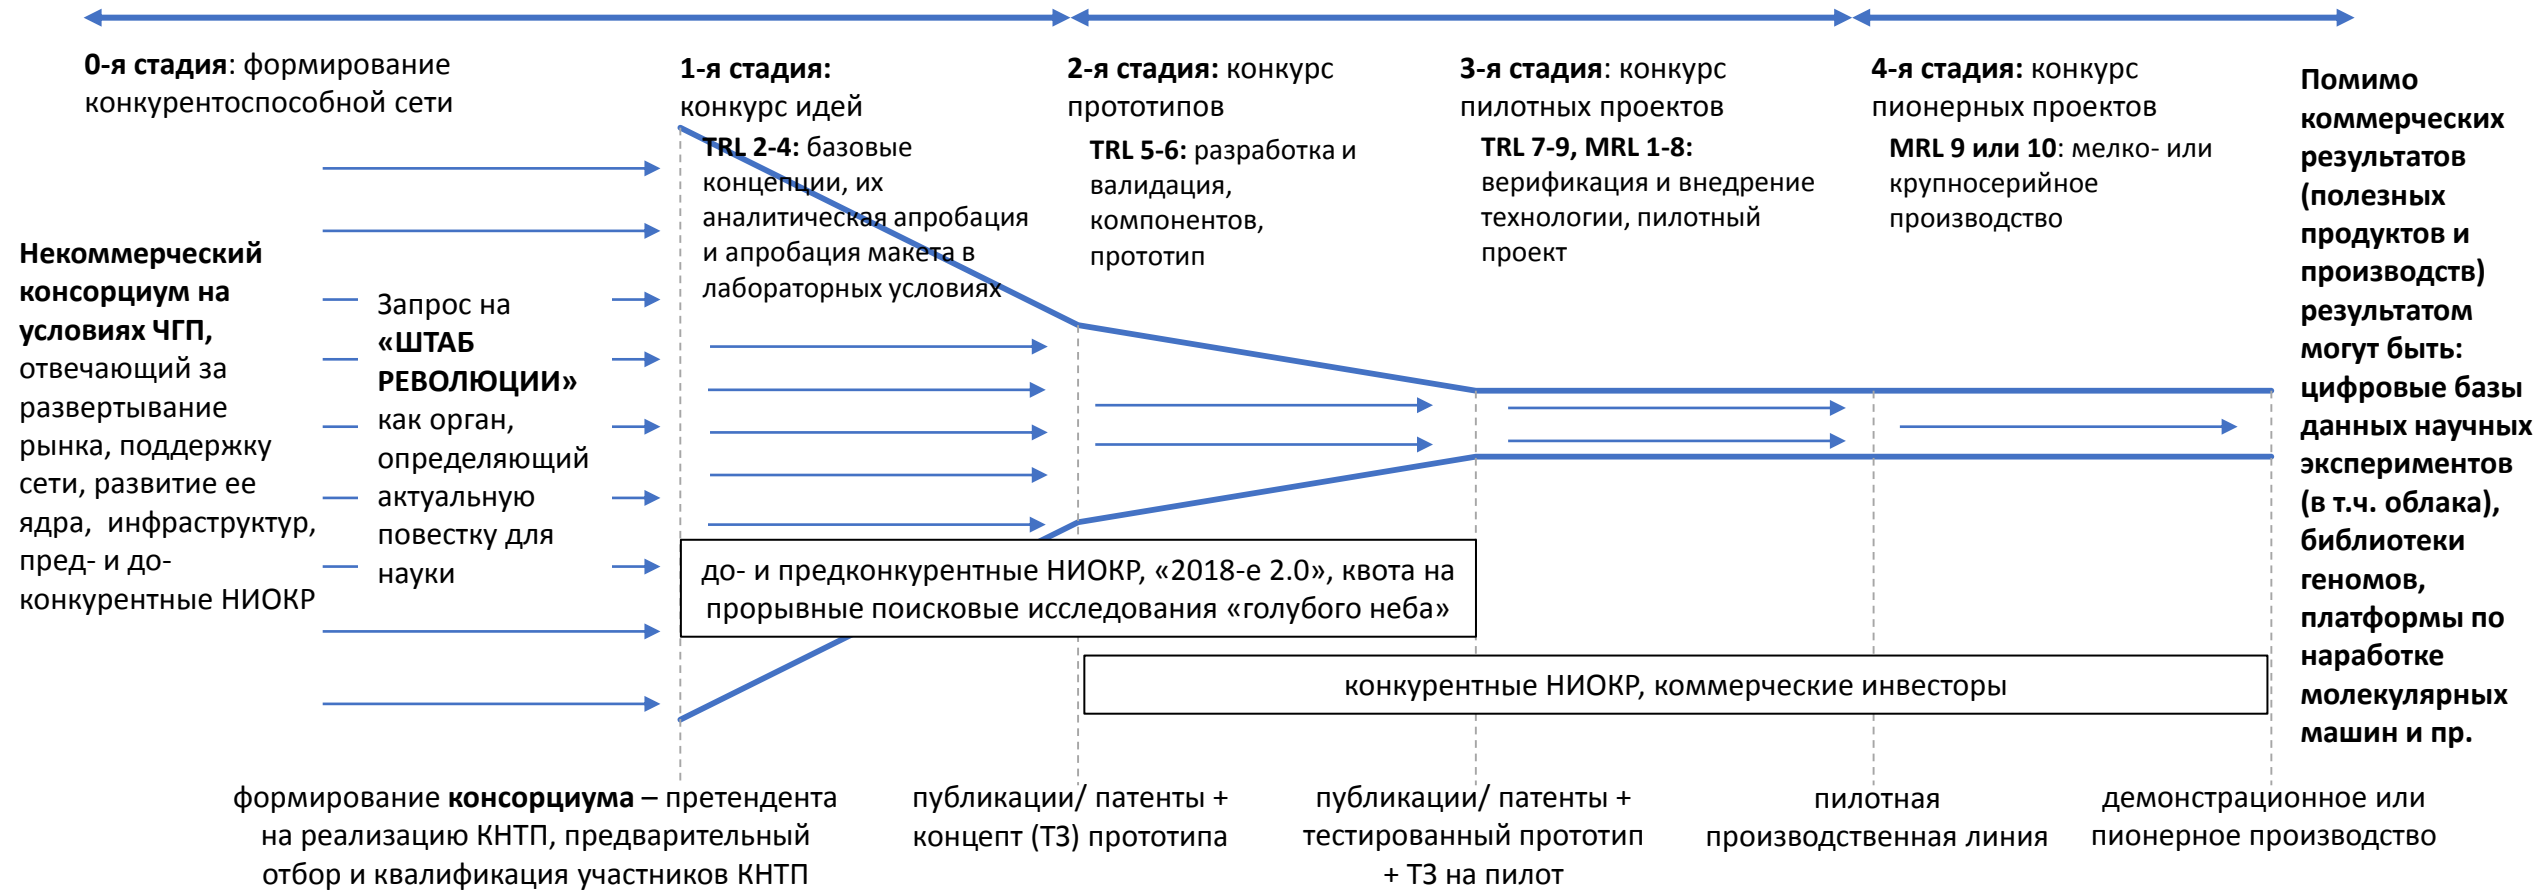 0-я стадия: формирование
конкурентоспособной сети
1-я стадия:
конкурс идей
2-я стадия: конкурс
прототипов
3-я стадия: конкурс
пилотных проектов
4-я стадия: конкурс
пионерных проектов
TRL 2-4: базовые
концепции, их
аналитическая апробация
и апробация макета в
лабораторных условиях
TRL 5-6: разработка и
валидация,
компонентов,
прототип
TRL 7-9, MRL 1-8:
верификация и внедрение
технологии, пилотный
проект
MRL 9 или 10: мелко- или
крупносерийное
производство
Некоммерческий
консорциум на
условиях ЧГП,
отвечающий за
развертывание
рынка, поддержку
сети, развитие ее
ядра, инфраструктур,
пред- и до-
конкурентные НИОКР
Запрос на
«ШТАБ
РЕВОЛЮЦИИ»
как орган,
определяющий
актуальную
повестку для
науки
до- и предконкурентные НИОКР, «2018-е 2.0», квота на
прорывные поисковые исследования «голубого неба»
конкурентные НИОКР, коммерческие инвесторы
Помимо
коммерческих
результатов
(полезных
продуктов и
производств)
результатом
могут быть:
цифровые базы
данных научных
экспериментов
(в т.ч. облака),
библиотеки
геномов,
платформы по
наработке
молекулярных
машин и пр.
формирование консорциума – претендента
на реализацию КНТП, предварительный
отбор и квалификация участников КНТП
публикации/ патенты +
концепт (ТЗ) прототипа
публикации/ патенты +
тестированный прототип
+ ТЗ на пилот
пилотная
производственная линия
демонстрационное или
пионерное производство